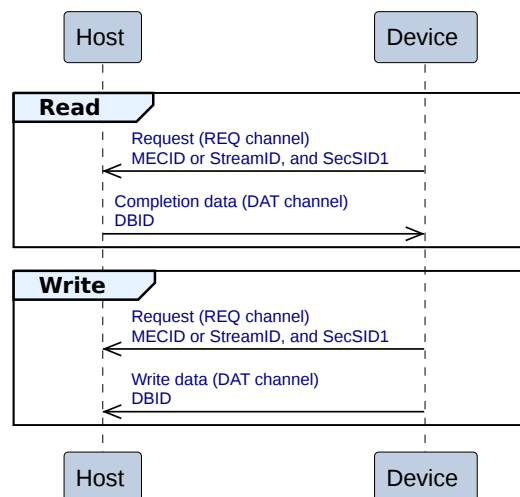 Host
Device
Read
Request (REQ channel)
MECID or StreamID, and SecSID1
Completion data (DAT channel)
DBID
Write
Request (REQ channel)
MECID or StreamID, and SecSID1
Write data (DAT channel)
DBID
Host
Device